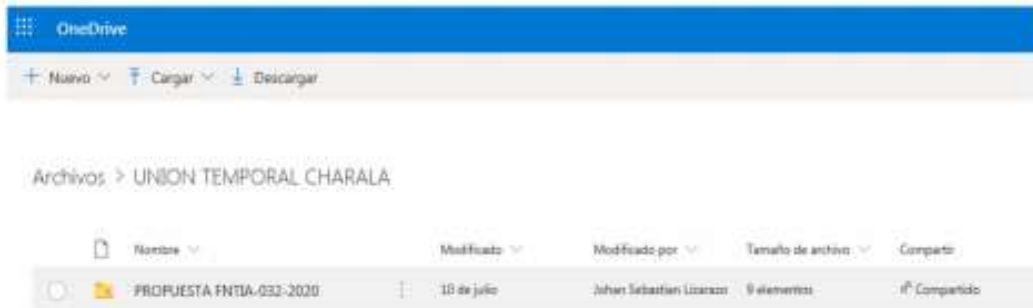 OneDrive
Nuevo Cargar Descargar
Archivos > UNION TEMPORAL CHARALA
Nombre Modificado Modificado por Tamaño de archivo Compartir
PROPUESTA FNTIA-032-2020 18 de julio Johan Sebastian Lizarazo 9 elementos Compartido